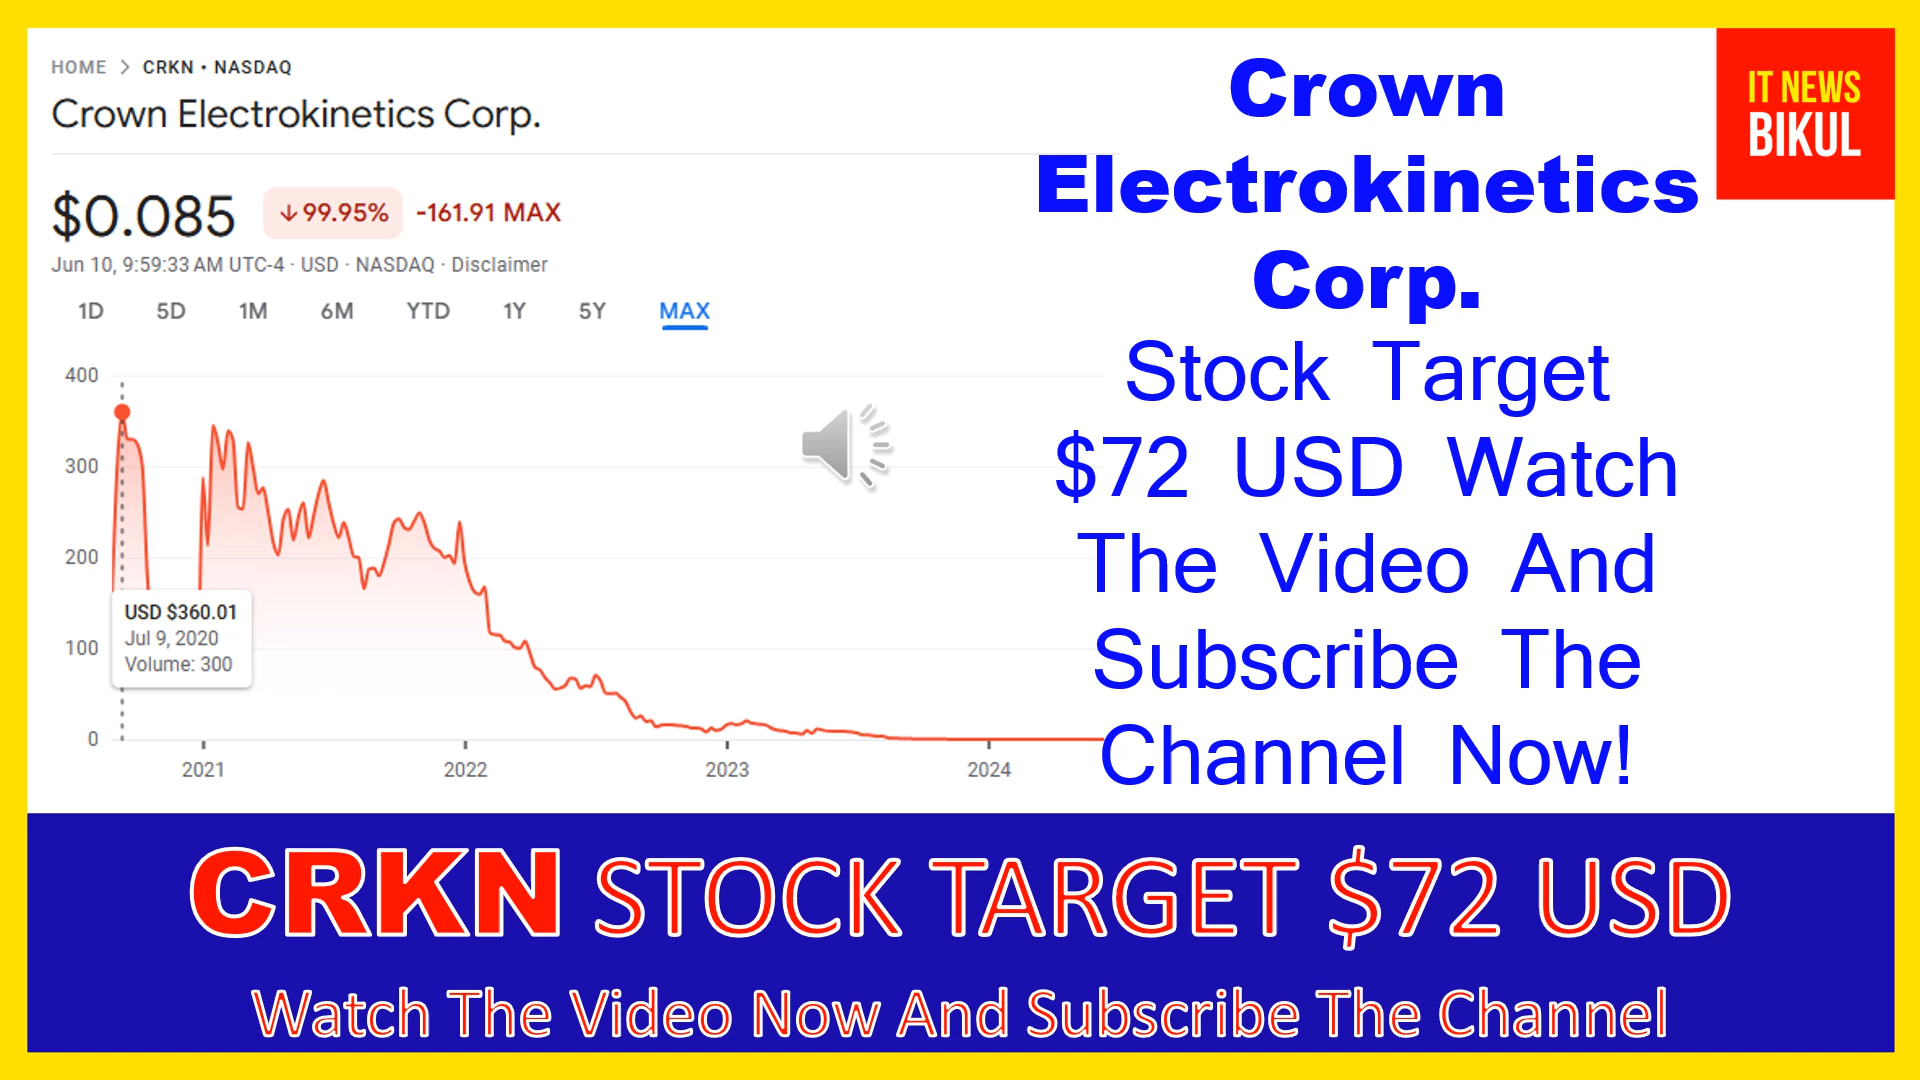 HOME > CRKN • NASDAQ
Crown Electrokinetics Corp.
$0.085 ↓99.95% -161.91 MAX
Jun 10, 9:59:33 AM UTC-4 · USD · NASDAQ · Disclaimer
1D 5D 1M 6M YTD 1Y 5Y MAX
400
300
200
100
0
USD $360.01
Jul 9, 2020
Volume: 300
2021 2022 2023 2024
Crown
Electrokinetics
Corp.
Stock Target
$72 USD Watch
The Video And
Subscribe The
Channel Now!
IT NEWS
BIKUL
CRKN STOCK TARGET $72 USD
Watch The Video Now And Subscribe The Channel